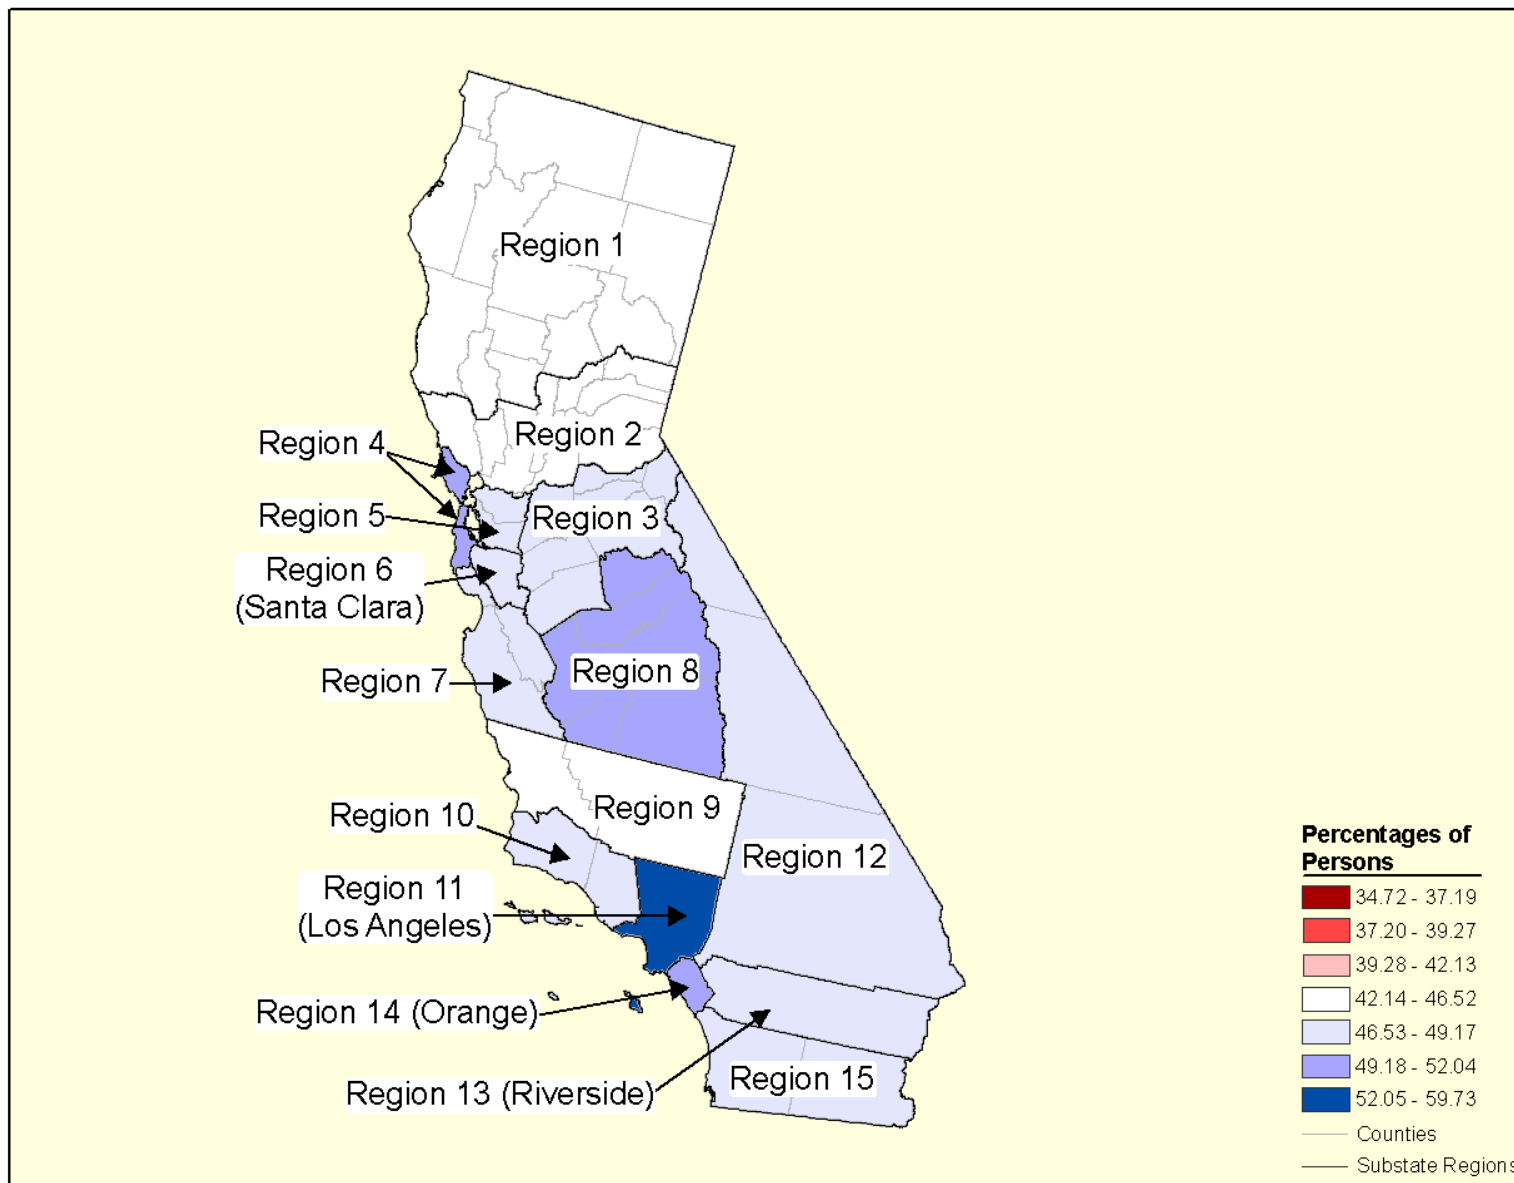 Region 1
Region 2
Region 4
Region 5
Region 3
Region 6
(Santa Clara)
Region 7
Region 8
Region 9
Region 10
Region 12
Region 11
(Los Angeles)
Region 14 (Orange)
Region 13 (Riverside)
Region 15
Percentages of
Persons
34.72 - 37.19
37.20 - 39.27
39.28 - 42.13
42.14 - 46.52
46.53 - 49.17
49.18 - 52.04
52.05 - 59.73
Counties
Substate Regions